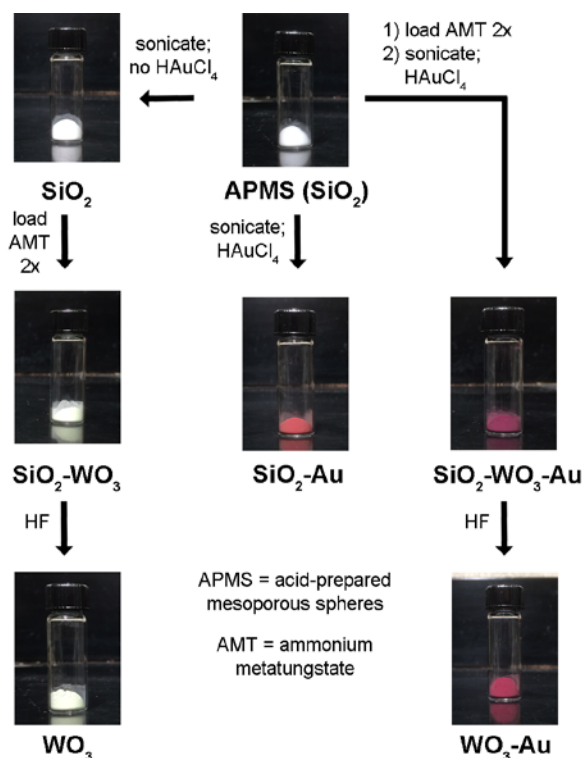 sonicate;
no HAuCl4
1) load AMT 2x
2) sonicate;
HAuCl4
SiO2
APMS (SiO2)
load
AMT
2x
sonicate;
HAuCl4
SiO2-WO3
SiO2-Au
SiO2-WO3-Au
HF
HF
APMS = acid-prepared
mesoporous spheres
AMT = ammonium
metatungstate
WO3
WO3-Au